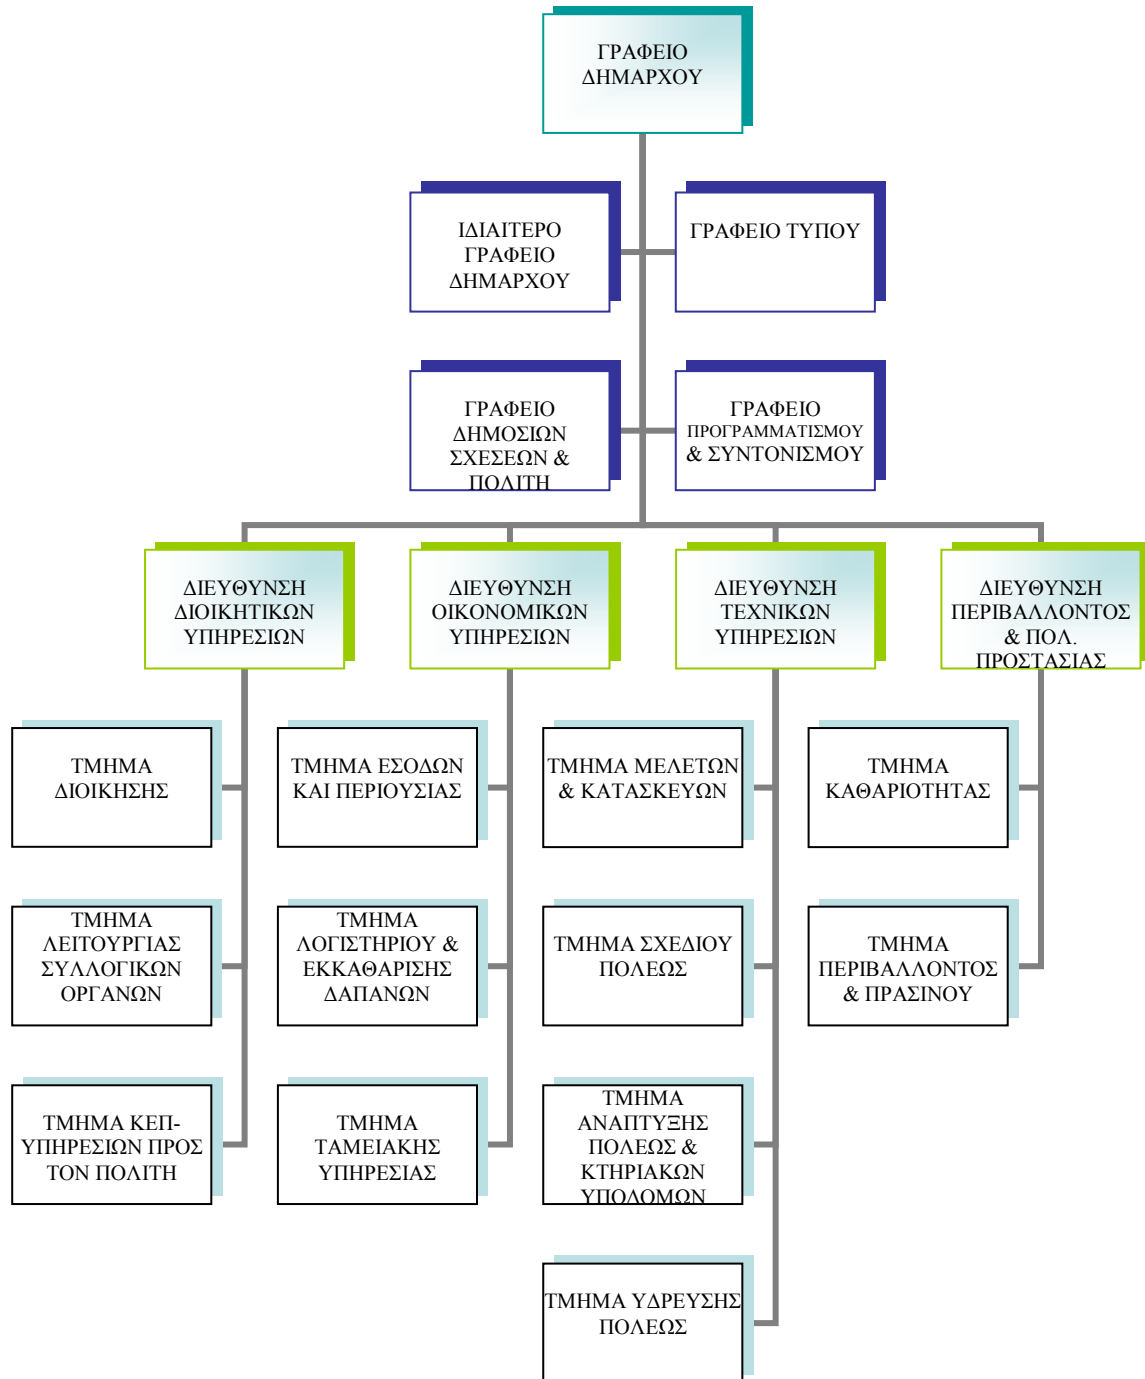 ΓΡΑΦΕΙΟ
ΔΗΜΑΡΧΟΥ
ΙΔΙΑΙΤΕΡΟ
ΓΡΑΦΕΙΟ
ΔΗΜΑΡΧΟΥ
ΓΡΑΦΕΙΟ ΤΥΠΟΥ
ΓΡΑΦΕΙΟ
ΔΗΜΟΣΙΩΝ
ΣΧΕΣΕΩΝ &
ΠΟΛΙΤΗ
ΓΡΑΦΕΙΟ
ΠΡΟΓΡΑΜΜΑΤΙΣΜΟΥ
& ΣΥΝΤΟΝΙΣΜΟΥ
ΔΙΕΥΘΥΝΣΗ
ΔΙΟΙΚΗΤΙΚΩΝ
ΥΠΗΡΕΣΙΩΝ
ΔΙΕΥΘΥΝΣΗ
ΟΙΚΟΝΟΜΙΚΩΝ
ΥΠΗΡΕΣΙΩΝ
ΔΙΕΥΘΥΝΣΗ
ΤΕΧΝΙΚΩΝ
ΥΠΗΡΕΣΙΩΝ
ΔΙΕΥΘΥΝΣΗ
ΠΕΡΙΒΑΛΛΟΝΤΟΣ
& ΠΟΛ.
ΠΡΟΣΤΑΣΙΑΣ
ΤΜΗΜΑ
ΔΙΟΙΚΗΣΗΣ
ΤΜΗΜΑ ΕΣΟΔΩΝ
ΚΑΙ ΠΕΡΙΟΥΣΙΑΣ
ΤΜΗΜΑ ΜΕΛΕΤΩΝ
& ΚΑΤΑΣΚΕΥΩΝ
ΤΜΗΜΑ
ΚΑΘΑΡΙΟΤΗΤΑΣ
ΤΜΗΜΑ
ΛΕΙΤΟΥΡΓΙΑΣ
ΣΥΛΛΟΓΙΚΩΝ
ΟΡΓΑΝΩΝ
ΤΜΗΜΑ
ΛΟΓΙΣΤΗΡΙΟΥ &
ΕΚΚΑΘΑΡΙΣΗΣ
ΔΑΠΑΝΩΝ
ΤΜΗΜΑ ΣΧΕΔΙΟΥ
ΠΟΛΕΩΣ
ΤΜΗΜΑ
ΠΕΡΙΒΑΛΛΟΝΤΟΣ
& ΠΡΑΣΙΝΟΥ
ΤΜΗΜΑ ΚΕΠ-
ΥΠΗΡΕΣΙΩΝ ΠΡΟΣ
ΤΟΝ ΠΟΛΙΤΗ
ΤΜΗΜΑ
ΤΑΜΕΙΑΚΗΣ
ΥΠΗΡΕΣΙΑΣ
ΤΜΗΜΑ
ΑΝΑΠΤΥΞΗΣ
ΠΟΛΕΩΣ &
ΚΤΗΡΙΑΚΩΝ
ΥΠΟΔΟΜΩΝ
ΤΜΗΜΑ ΥΔΡΕΥΣΗΣ
ΠΟΛΕΩΣ